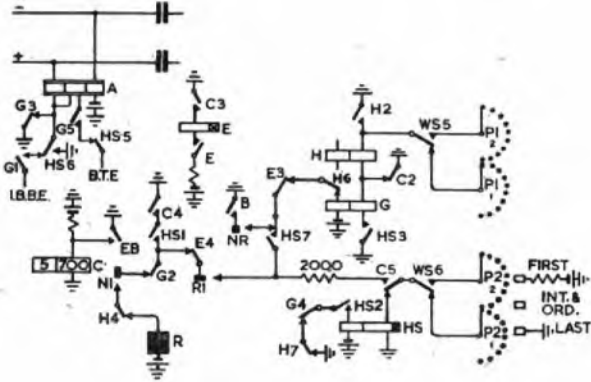 -
+
A
G3
G5
HS5
G1
HS6
B.T.E
I.B.B.E
C3
E
E
H2
WS5
P1
2
H
H6
C2
P1
1
E3
G
B
NR
HS7
HS3
C4
HS1
EB
E4
5 700 C
G2
N1
R1
2000
C5
WS6
P2
2
FIRST
INT. &
ORD.
LAST
H4
R
G4
HS2
HS
H7
P2
1